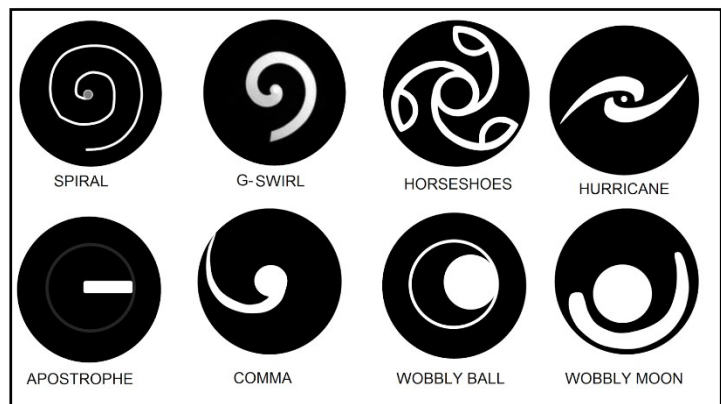 SPIRAL
G-SWIRL
HORSESHOES
HURRICANE
APOSTROPHE
COMMA
WOBBLY BALL
WOBBLY MOON